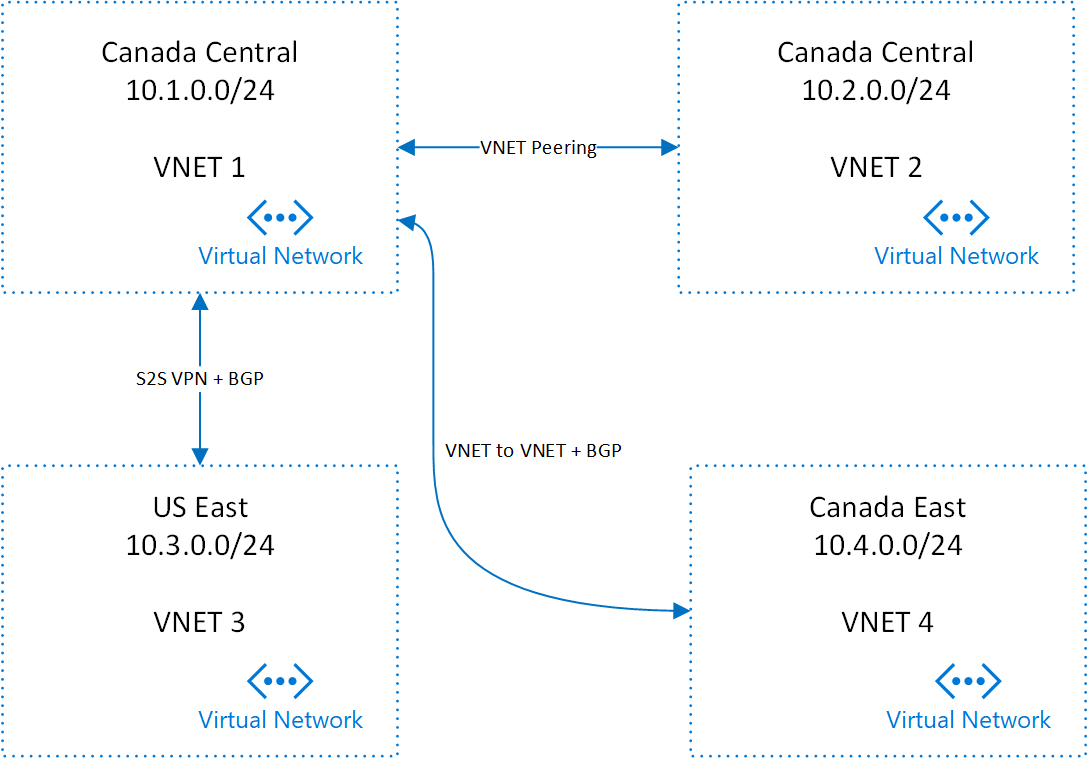 Canada Central
10.1.0.0/24
VNET 1
Virtual Network
VNET Peering
Canada Central
10.2.0.0/24
VNET 2
Virtual Network
S2S VPN + BGP
VNET to VNET + BGP
US East
10.3.0.0/24
VNET 3
Virtual Network
Canada East
10.4.0.0/24
VNET 4
Virtual Network